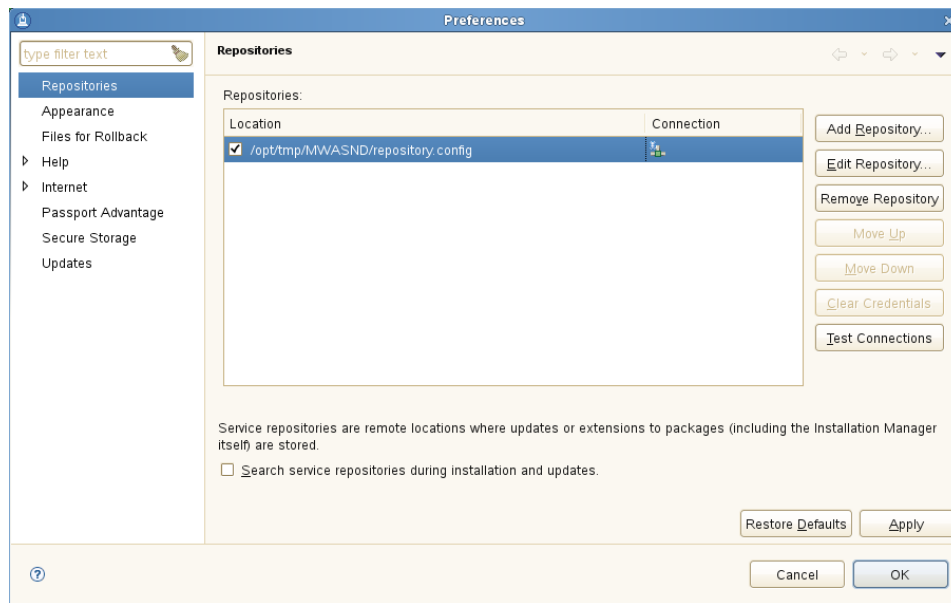 Preferences
type filter text
Repositories
Appearance
Files for Rollback
Help
Internet
Passport Advantage
Secure Storage
Updates
Repositories
Repositories:
Location Connection
/opt/tmp/MWASND/repository.config
Add Repository...
Edit Repository...
Remove Repository
Move Up
Move Down
Clear Credentials
Test Connections
Service repositories are remote locations where updates or extensions to packages (including the Installation Manager
itself) are stored.
Search service repositories during installation and updates.
Restore Defaults Apply
? Cancel OK